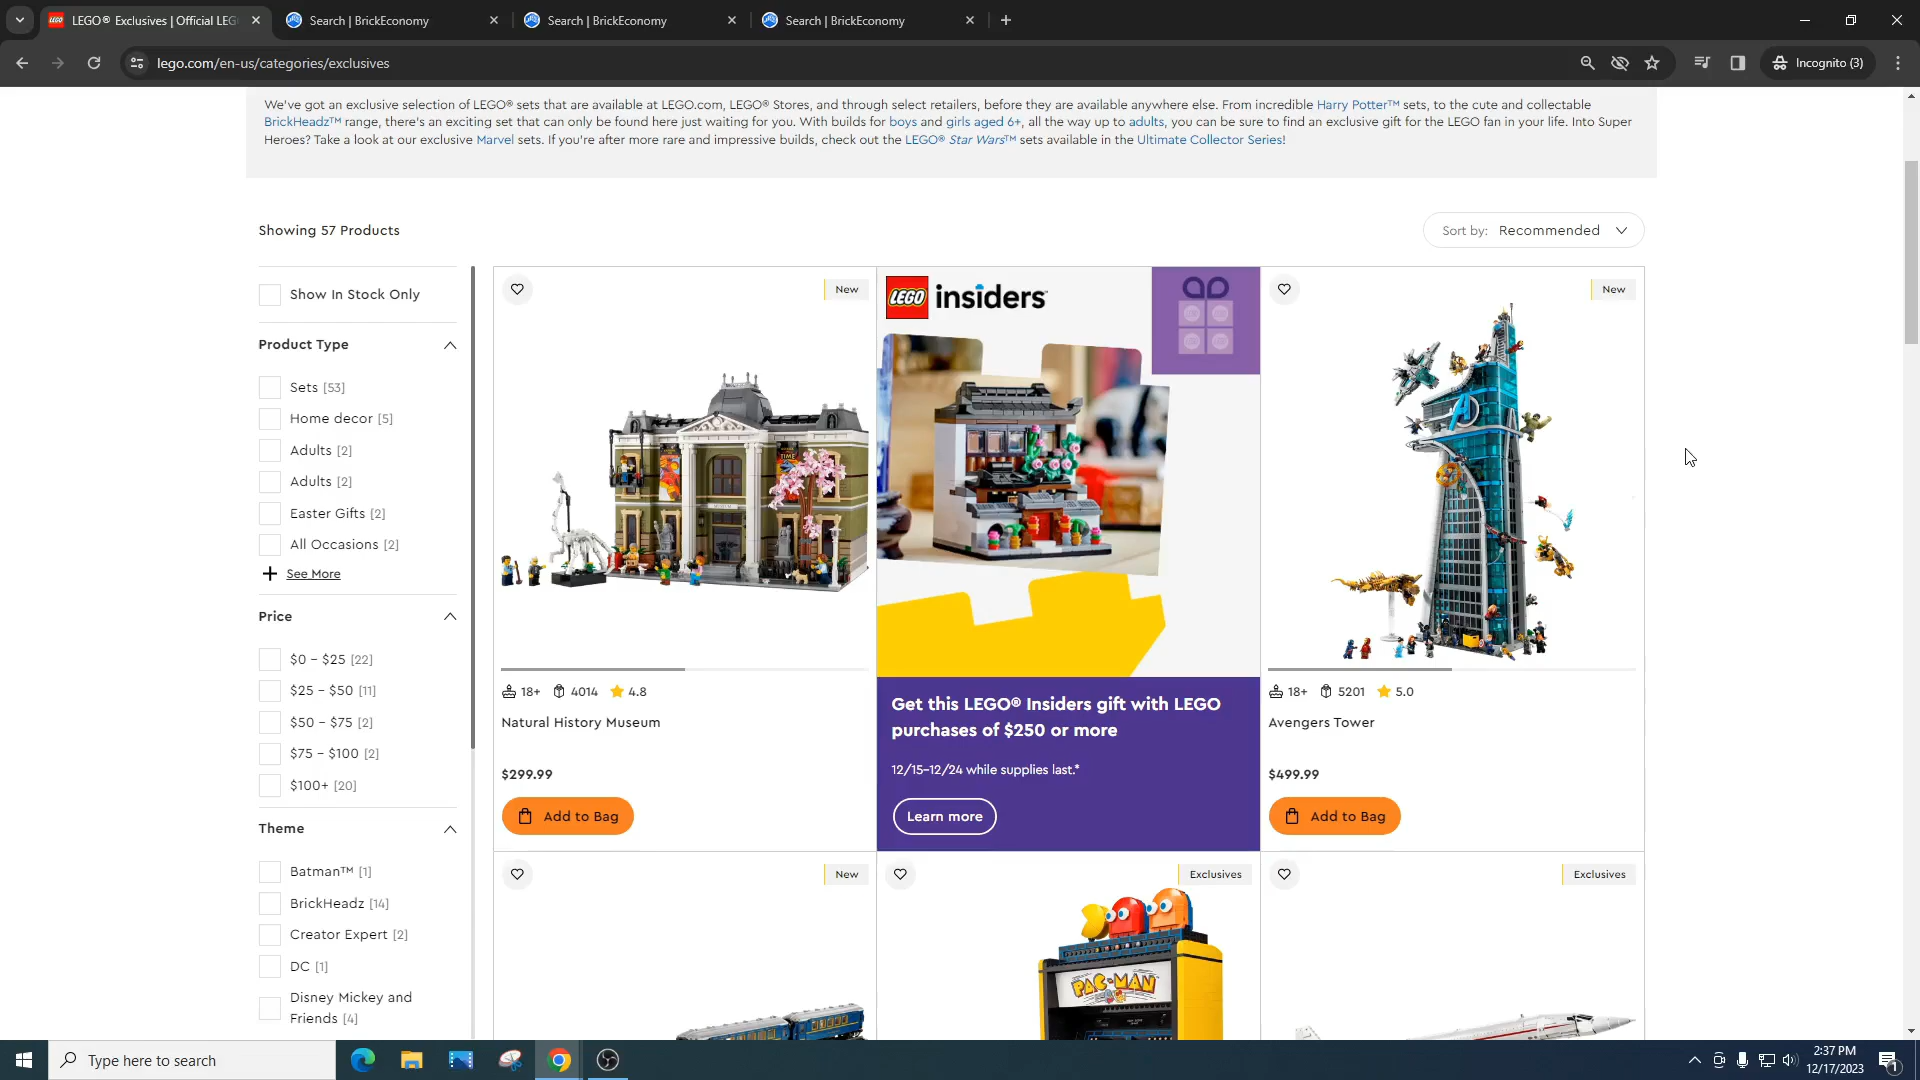 LEGO® Exclusives | Official LEG
Search | BrickEconomy
Search | BrickEconomy
Search | BrickEconomy
lego.com/en-us/categories/exclusives
Incognito (3)
We've got an exclusive selection of LEGO® sets that are available at LEGO.com, LEGO® Stores, and through select retailers, before they are available anywhere else. From incredible Harry Potter™ sets, to the cute and collectable
BrickHeadz™ range, there's an exciting set that can only be found here just waiting for you. With builds for boys and girls aged 6+, all the way up to adults, you can be sure to find an exclusive gift for the LEGO fan in your life. Into Super
Heroes? Take a look at our exclusive Marvel sets. If you're after more rare and impressive builds, check out the LEGO® Star Wars™ sets available in the Ultimate Collector Series!
Showing 57 Products
Sort by: Recommended
Show In Stock Only
Product Type
Sets [53]
Home decor [5]
Adults [2]
Adults [2]
Easter Gifts [2]
All Occasions [2]
See More
Price
$0 – $25 [22]
$25 – $50 [11]
$50 – $75 [2]
$75 – $100 [2]
$100+ [20]
Theme
Batman™ [1]
BrickHeadz [14]
Creator Expert [2]
DC [1]
Disney Mickey and
Friends [4]
New
18+ 4014 4.8
Natural History Museum
$299.99
Add to Bag
LEGO insiders
Get this LEGO® Insiders gift with LEGO
purchases of $250 or more
12/15–12/24 while supplies last.*
Learn more
New
18+ 5201 5.0
Avengers Tower
$499.99
Add to Bag
New
Exclusives
PAC-MAN
Exclusives
Type here to search
2:37 PM
12/17/2023
1